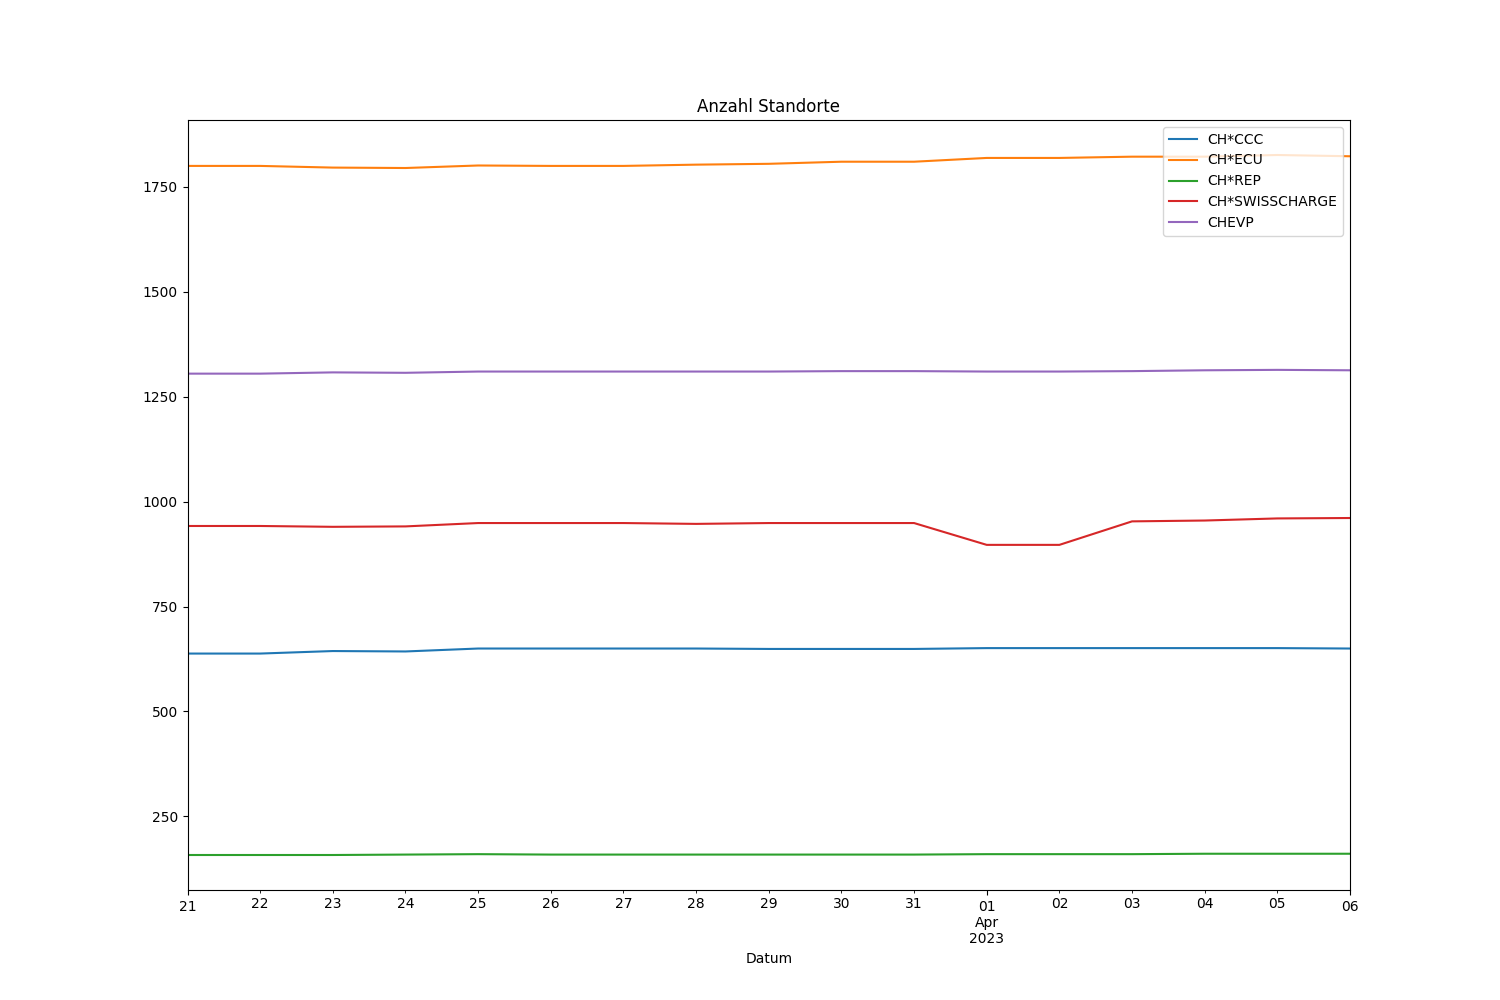 Anzahl Standorte
CH*CCC
CH*ECU
CH*REP
CH*SWISSCHARGE
CHEVP
1750
1500
1250
1000
750
500
250
21 22 23 24 25 26 27 28 29 30 31 01 02 03 04 05 06
Apr
2023
Datum